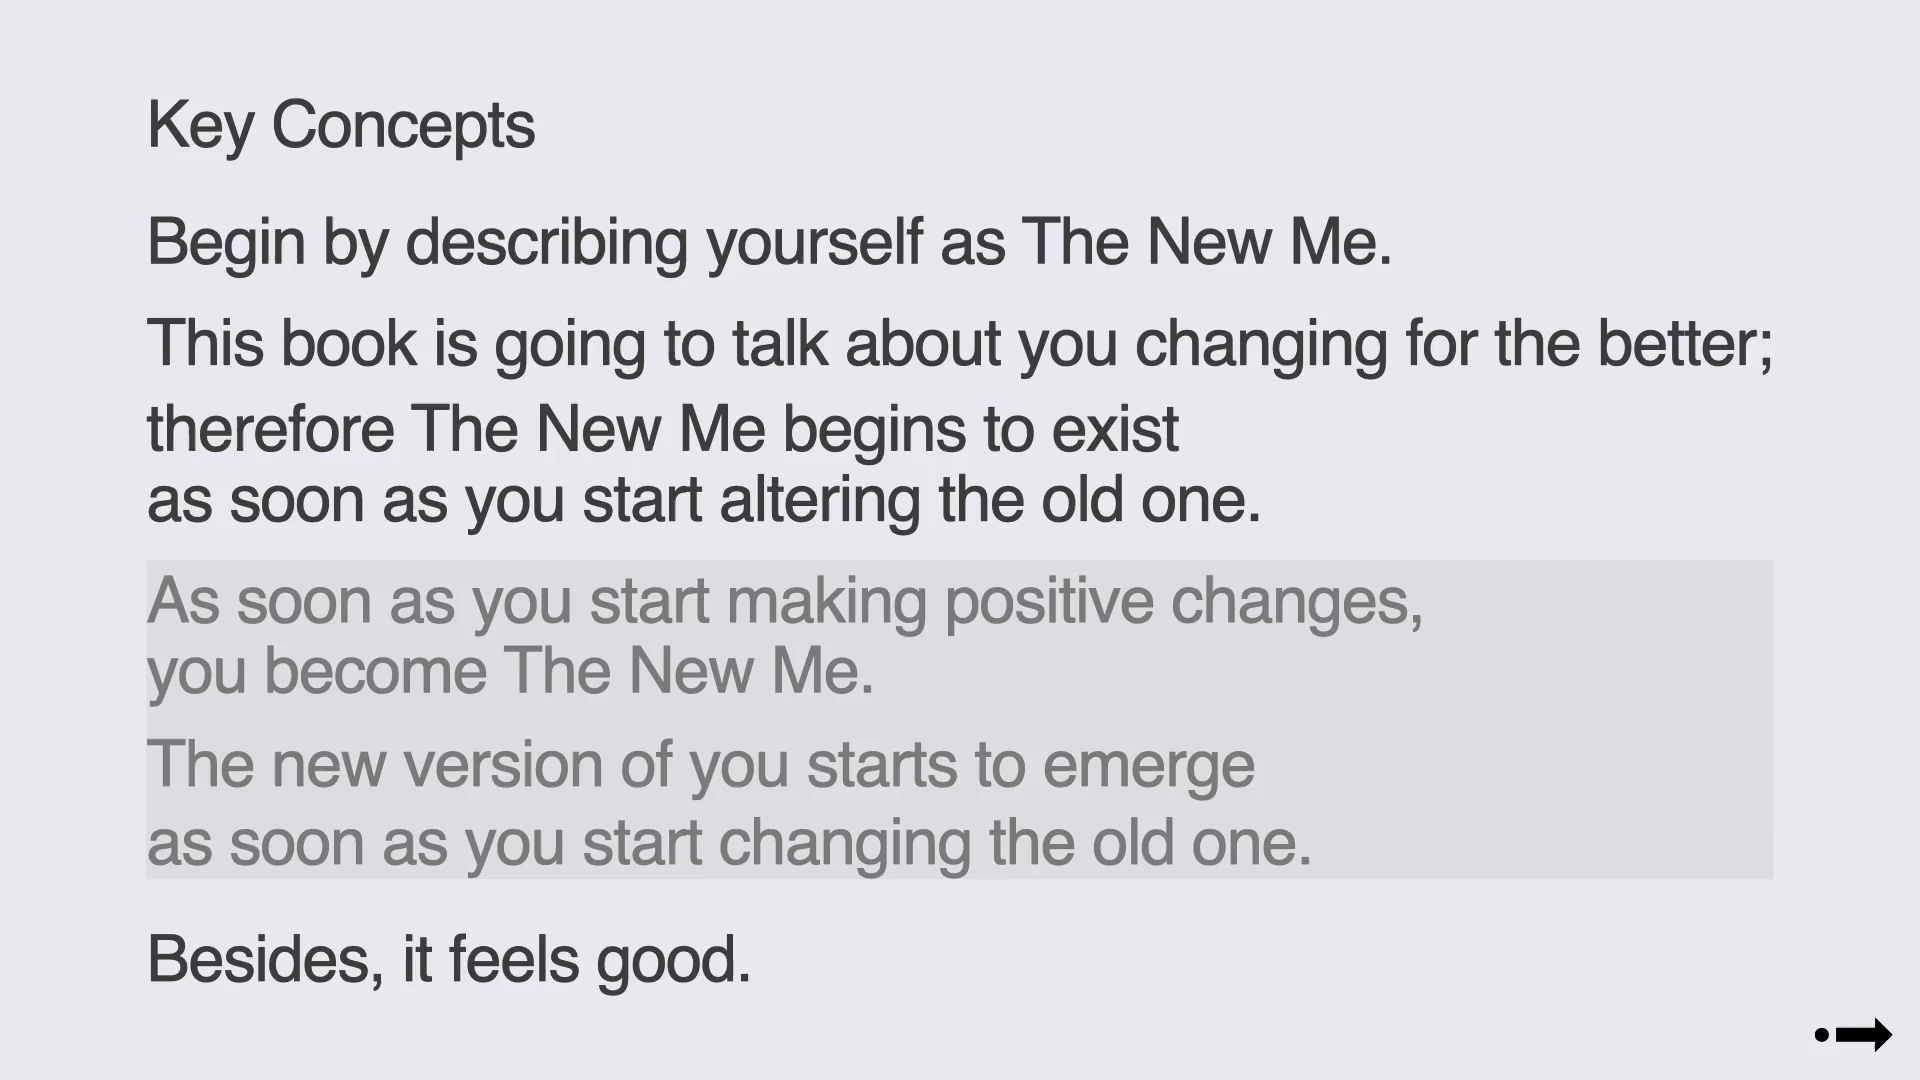 Key Concepts
Begin by describing yourself as The New Me.
This book is going to talk about you changing for the better;
therefore The New Me begins to exist
as soon as you start altering the old one.
As soon as you start making positive changes,
you become The New Me.
The new version of you starts to emerge
as soon as you start changing the old one.
Besides, it feels good.